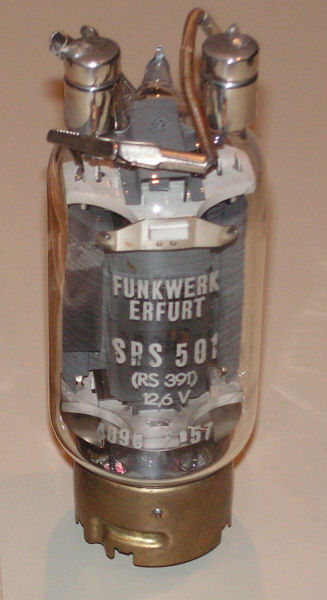 FUNKWERK
ERFURT
SRS 501
(RS 391)
12,6 V